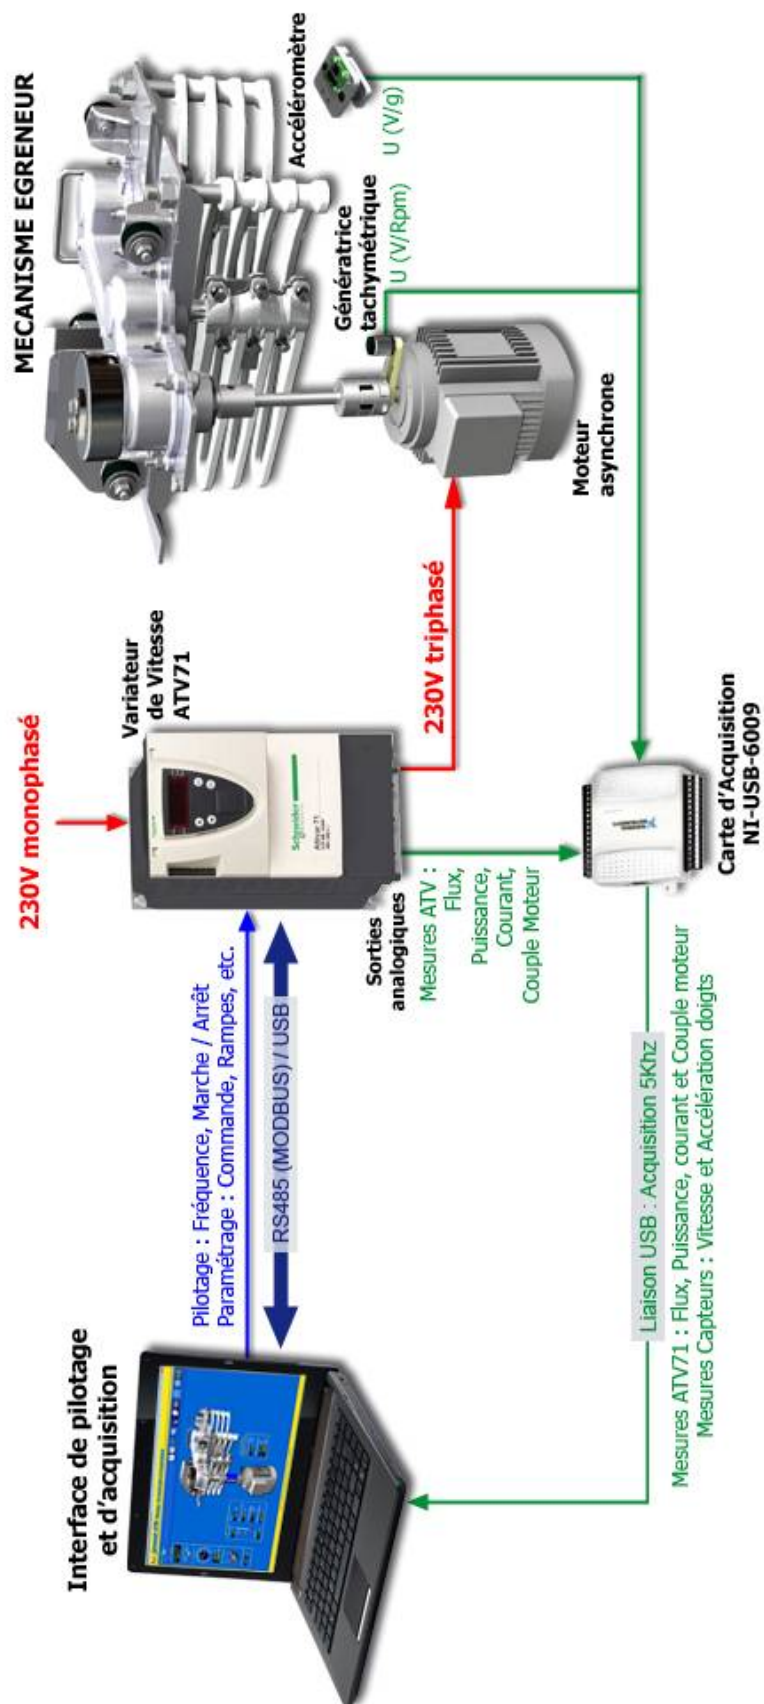 Interface de pilotage
et d'acquisition
Pilotage : Fréquence, Marche / Arrêt
Paramétrage : Commande, Rampes, etc.
RS485 (MODBUS) / USB
230V monophasé
Variateur
de Vitesse
ATV71
Schneider
Altivar 71
Sorties
analogiques
Mesures ATV :
Flux,
Puissance,
Courant,
Couple Moteur
230V triphasé
MECANISME EGRENEUR
Accéléromètre
U (V/g)
Génératrice
tachymétrique
U (V/Rpm)
Moteur
asynchrone
Carte d'Acquisition
NI-USB-6009
Liaison USB : Acquisition 5Khz
Mesures ATV71 : Flux, Puissance, courant et Couple moteur
Mesures Capteurs : Vitesse et Accélération doigts